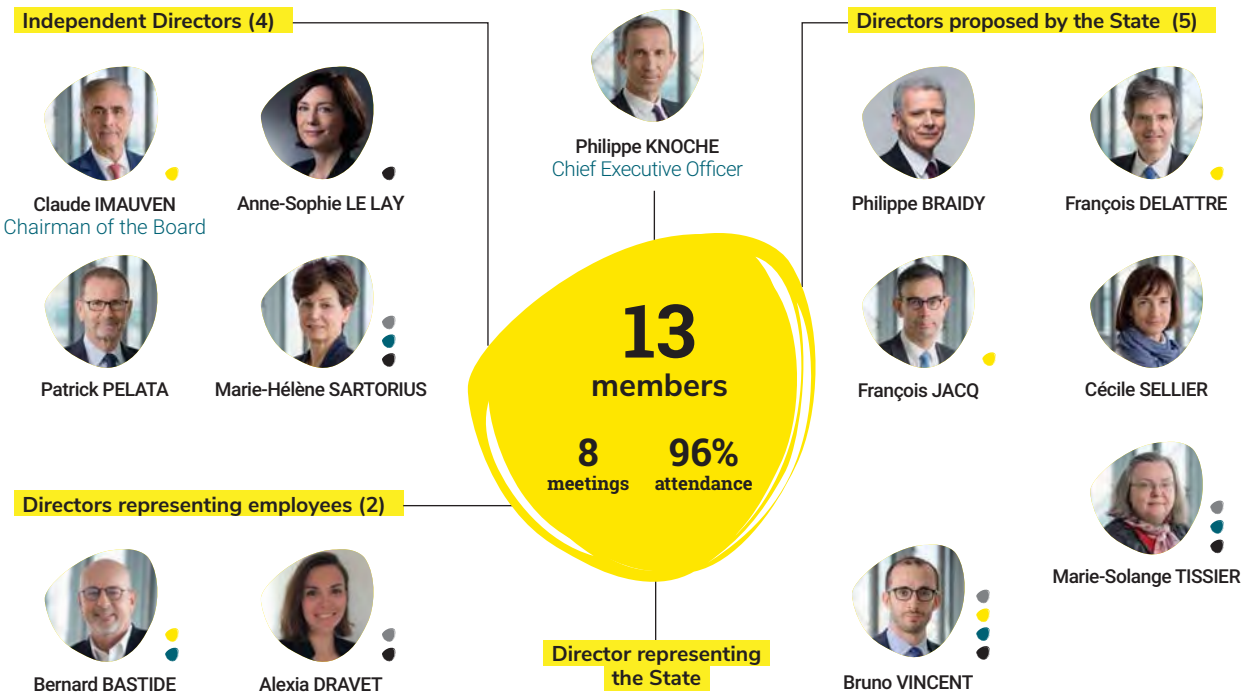 Independent Directors (4)
Claude IMAUVEN
Chairman of the Board
Anne-Sophie LE LAY
Patrick PELATA
Marie-Hélène SARTORIUS
Philippe KNOCHE
Chief Executive Officer
Directors proposed by the State (5)
Philippe BRAIDY
François DELATTRE
François JACQ
Cécile SELLIER
Marie-Solange TISSIER
13
members
8
meetings
96%
attendance
Directors representing employees (2)
Bernard BASTIDE
Alexia DRAVET
Director representing
the State
Bruno VINCENT